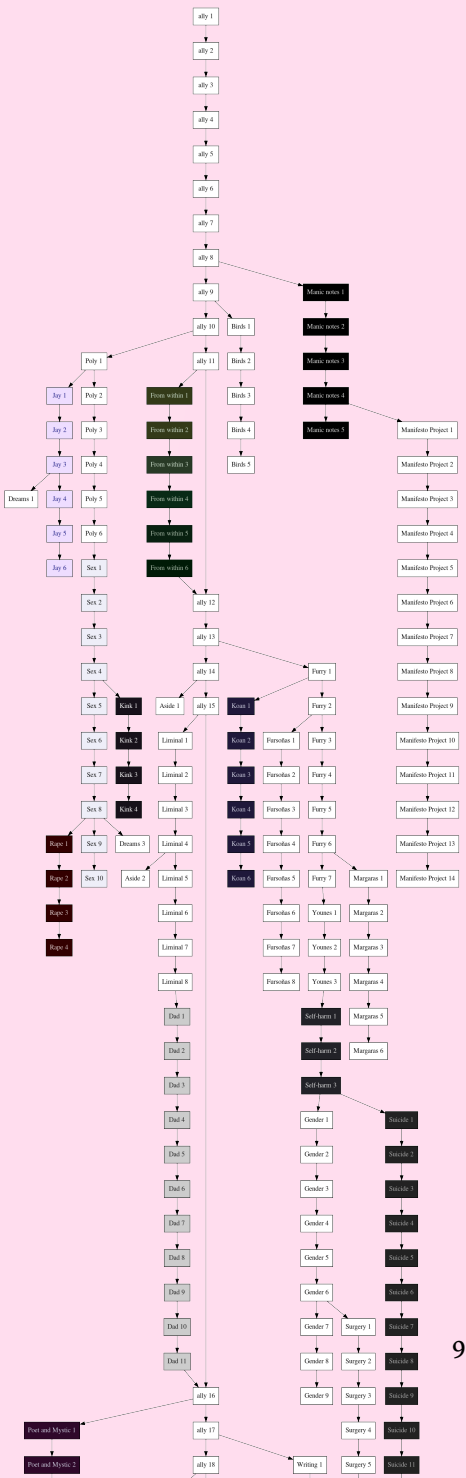 ally 1
ally 2
ally 3
ally 4
ally 5
ally 6
ally 7
ally 8
ally 9 Manic notes 1
ally 10 Birds 1 Manic notes 2
Poly 1 ally 11 Birds 2 Manic notes 3
Jay 1 Poly 2 From within 1 Birds 3 Manic notes 4
Jay 2 Poly 3 From within 2 Birds 4 Manic notes 5 Manifesto Project 1
Jay 3 Poly 4 From within 3 Birds 5 Manifesto Project 2
Dreams 1 Jay 4 Poly 5 From within 4 Manifesto Project 3
Jay 5 Poly 6 From within 5 Manifesto Project 4
Jay 6 Sex 1 From within 6 Manifesto Project 5
Sex 2 ally 12 Manifesto Project 6
Sex 3 ally 13 Manifesto Project 7
Sex 4 ally 14 Furry 1 Manifesto Project 8
Sex 5 Kink 1 Aside 1 ally 15 Koan 1 Furry 2 Manifesto Project 9
Sex 6 Kink 2 Liminal 1 Koan 2 Fursoñas 1 Furry 3 Manifesto Project 10
Sex 7 Kink 3 Liminal 2 Koan 3 Fursoñas 2 Furry 4 Manifesto Project 11
Sex 8 Kink 4 Liminal 3 Koan 4 Fursoñas 3 Furry 5 Manifesto Project 12
Rape 1 Sex 9 Dreams 3 Liminal 4 Koan 5 Fursoñas 4 Furry 6 Manifesto Project 13
Rape 2 Sex 10 Aside 2 Liminal 5 Koan 6 Fursoñas 5 Furry 7 Margaras 1 Manifesto Project 14
Rape 3 Liminal 6 Fursoñas 6 Younes 1 Margaras 2
Rape 4 Liminal 7 Fursoñas 7 Younes 2 Margaras 3
Liminal 8 Fursoñas 8 Younes 3 Margaras 4
Dad 1 Self-harm 1 Margaras 5
Dad 2 Self-harm 2 Margaras 6
Dad 3 Self-harm 3
Dad 4 Gender 1 Suicide 1
Dad 5 Gender 2 Suicide 2
Dad 6 Gender 3 Suicide 3
Dad 7 Gender 4 Suicide 4
Dad 8 Gender 5 Suicide 5
Dad 9 Gender 6 Suicide 6
Dad 10 Gender 7 Surgery 1 Suicide 7
Dad 11 Gender 8 Surgery 2 Suicide 8 9
ally 16 Gender 9 Surgery 3 Suicide 9
Poet and Mystic 1 ally 17 Surgery 4 Suicide 10
Poet and Mystic 2 ally 18 Writing 1 Surgery 5 Suicide 11